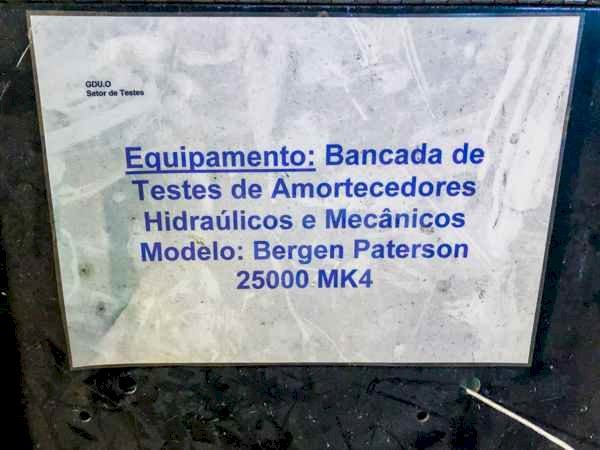 GDU.O
Setor de Testes
Equipamento: Bancada de
Testes de Amortecedores
Hidraúlicos e Mecânicos
Modelo: Bergen Paterson
25000 MK4